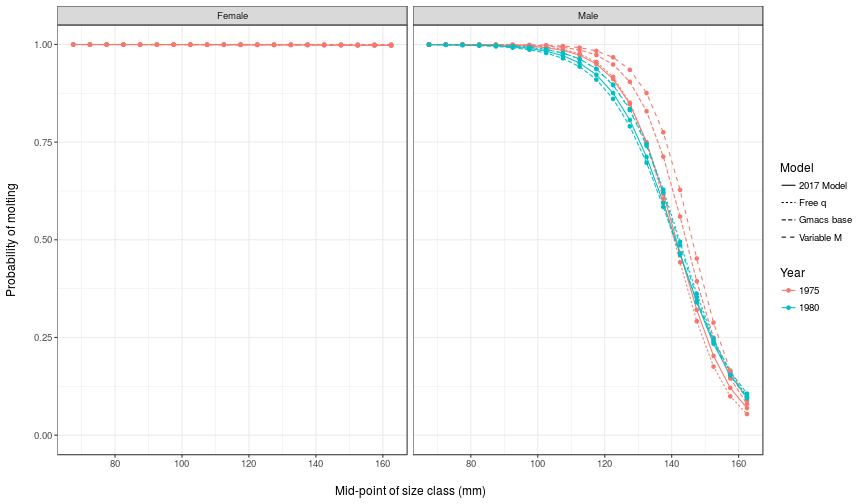 Female Male
1.00
0.75
0.50
0.25
0.00
Probability of molting
80 100 120 140 160 80 100 120 140 160
Mid-point of size class (mm)
Model
2017 Model
Free q
Gmacs base
Variable M
Year
1975
1980